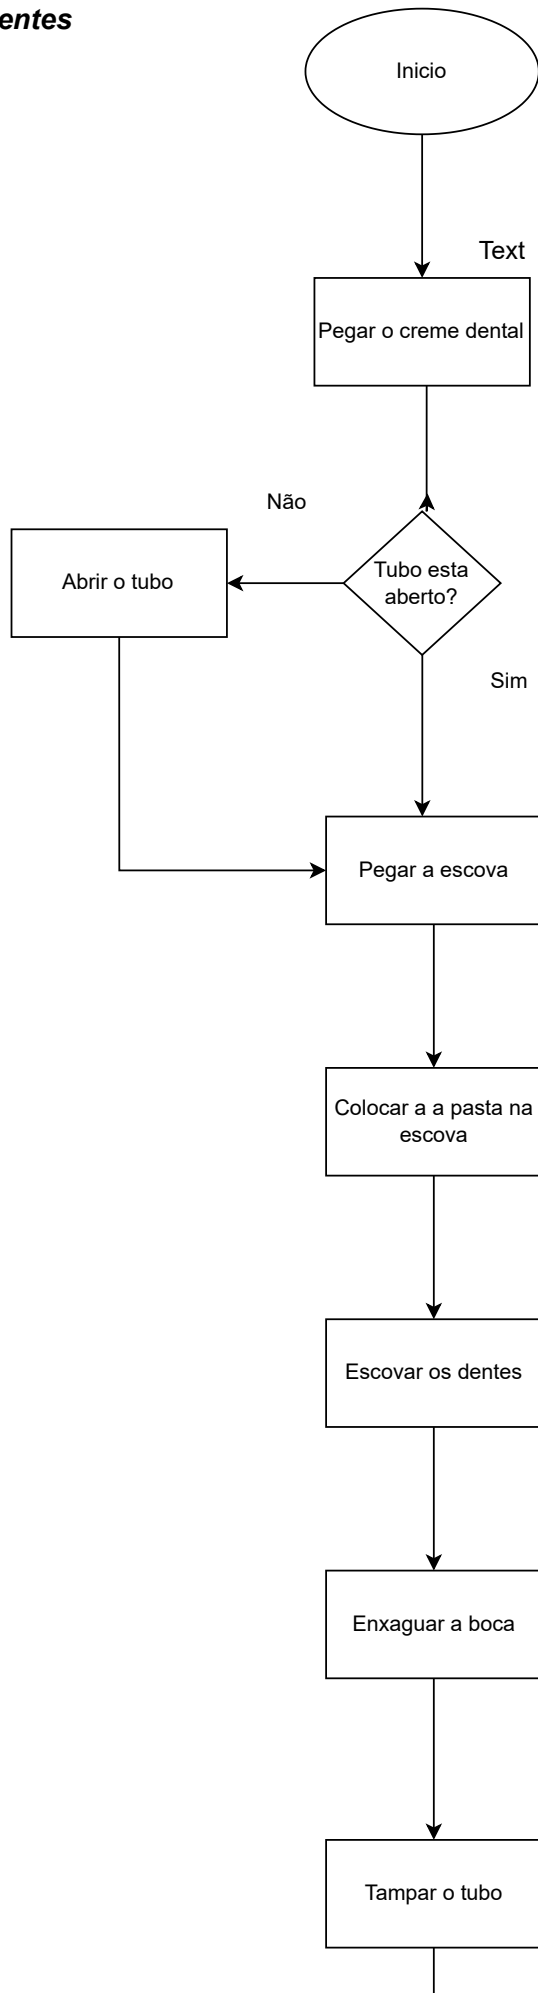 entes
Inicio
Text
Pegar o creme dental
Não
Abrir o tubo
Tubo esta
aberto?
Sim
Pegar a escova
Colocar a a pasta na
escova
Escovar os dentes
Enxaguar a boca
Tampar o tubo